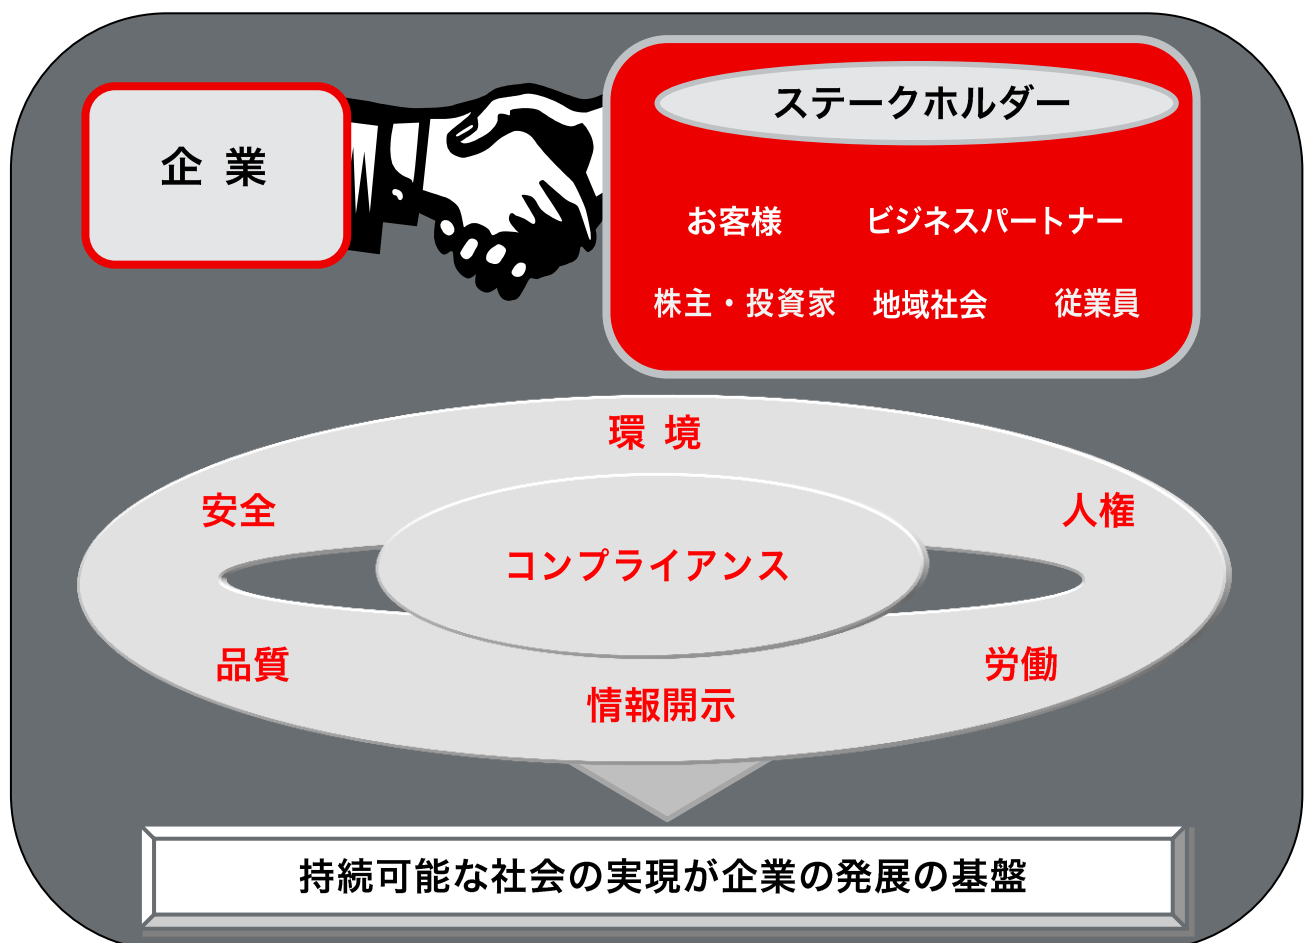 企 業
ステークホルダー
お客様 ビジネスパートナー
株主・投資家 地域社会 従業員
環 境
安全 人権
コンプライアンス
品質 労働
情報開示
持続可能な社会の実現が企業の発展の基盤